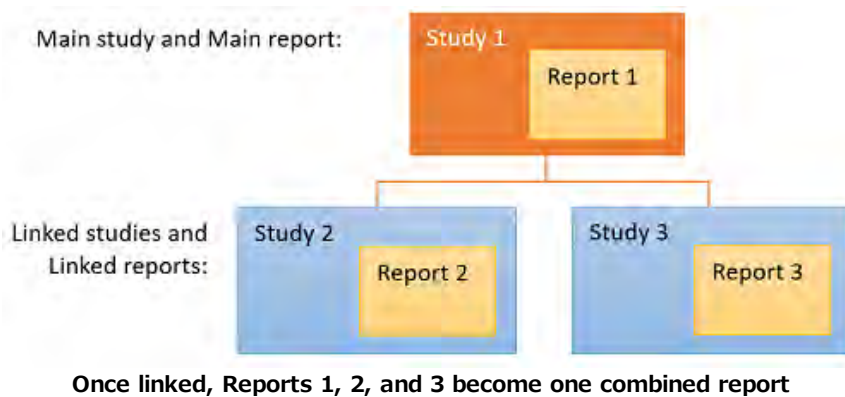 Main study and Main report:
Study 1
Report 1
Linked studies and
Linked reports:
Study 2
Report 2
Study 3
Report 3
Once linked, Reports 1, 2, and 3 become one combined report